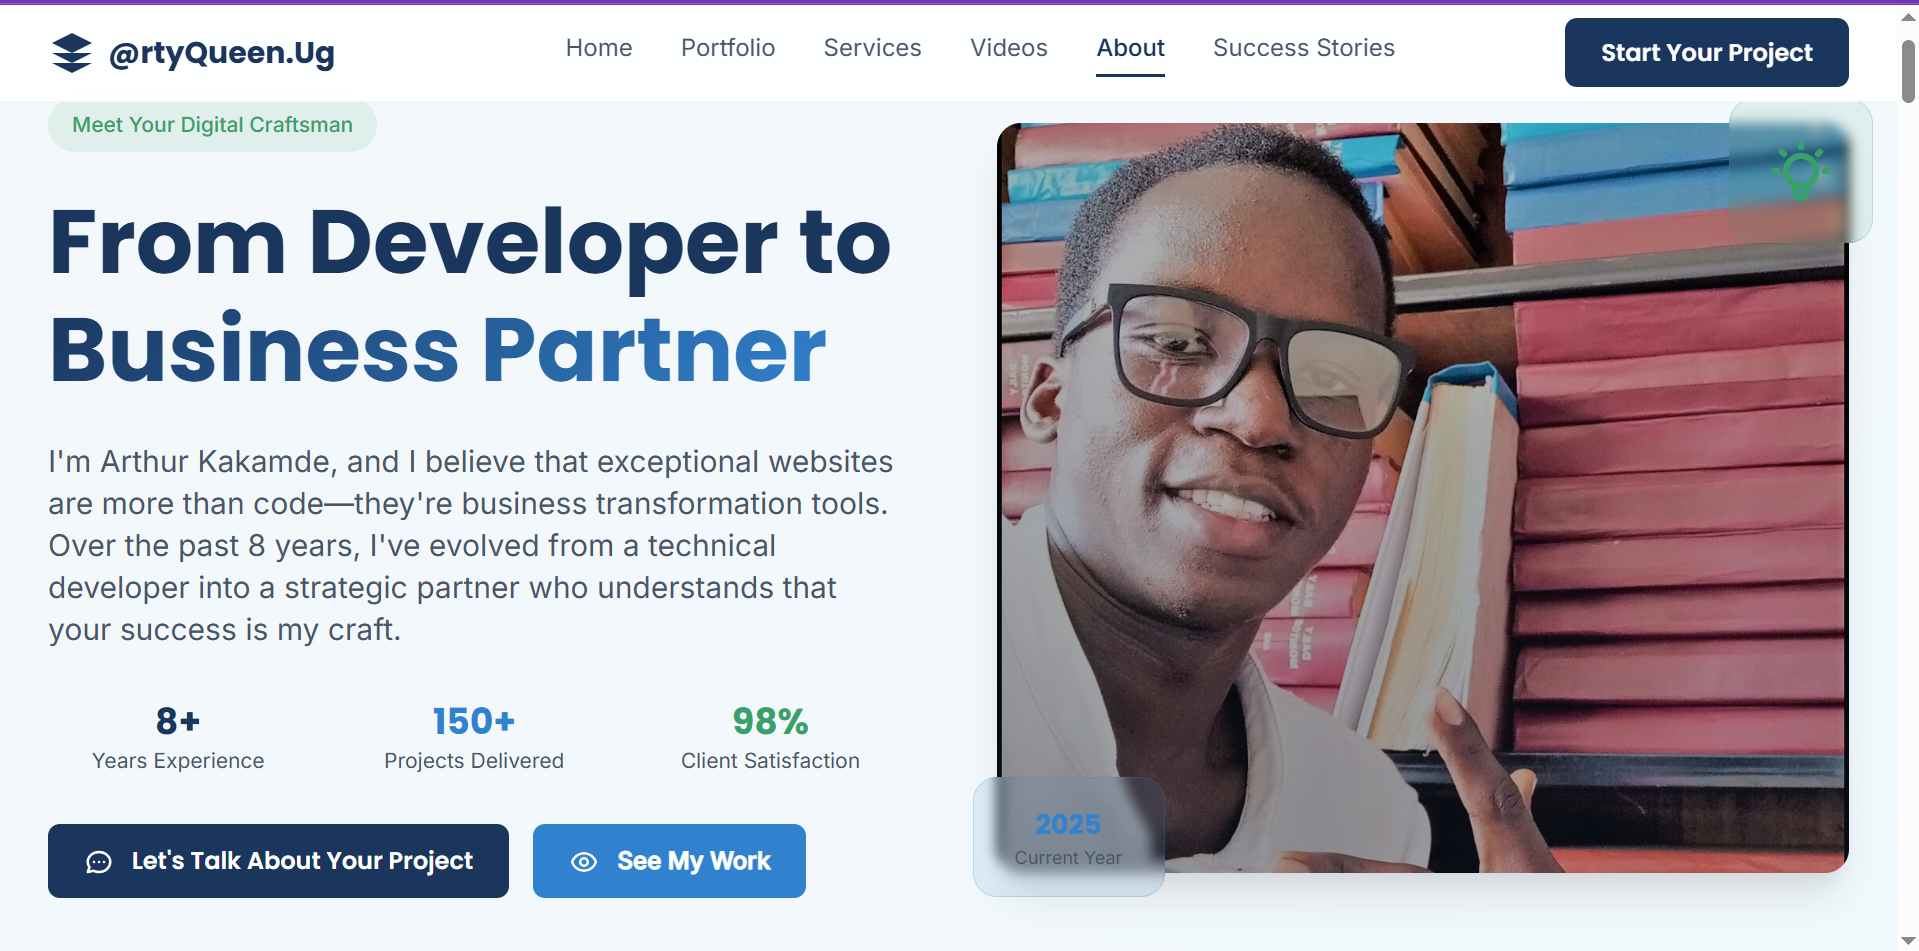 @rtyQueen.Ug
Home
Portfolio
Services
Videos
About
Success Stories
Start Your Project
Meet Your Digital Craftsman
From Developer to
Business Partner
I'm Arthur Kakamde, and I believe that exceptional websites
are more than code—they're business transformation tools.
Over the past 8 years, I've evolved from a technical
developer into a strategic partner who understands that
your success is my craft.
8+
Years Experience
150+
Projects Delivered
98%
Client Satisfaction
Let's Talk About Your Project
See My Work
2025
Current Year